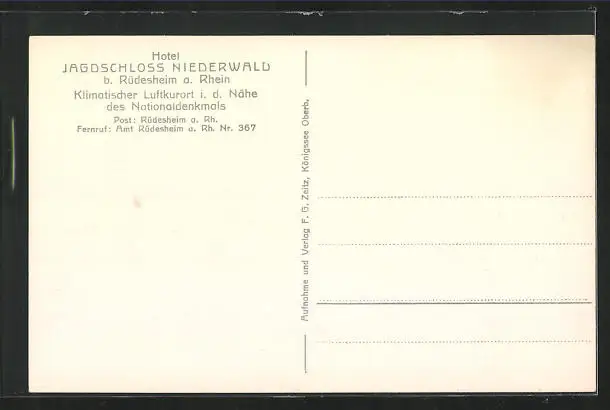 Hotel
JAGDSCHLOSS NIEDERWALD
b. Rüdesheim a. Rhein
Klimatischer Luftkurort i. d. Nähe
des Nationaldenkmals
Post: Rüdesheim a. Rh.
Fernruf: Amt Rüdesheim a. Rh. Nr. 367
Aufnahme und Verlag F. G. Zeitz, Königssee Oberb.